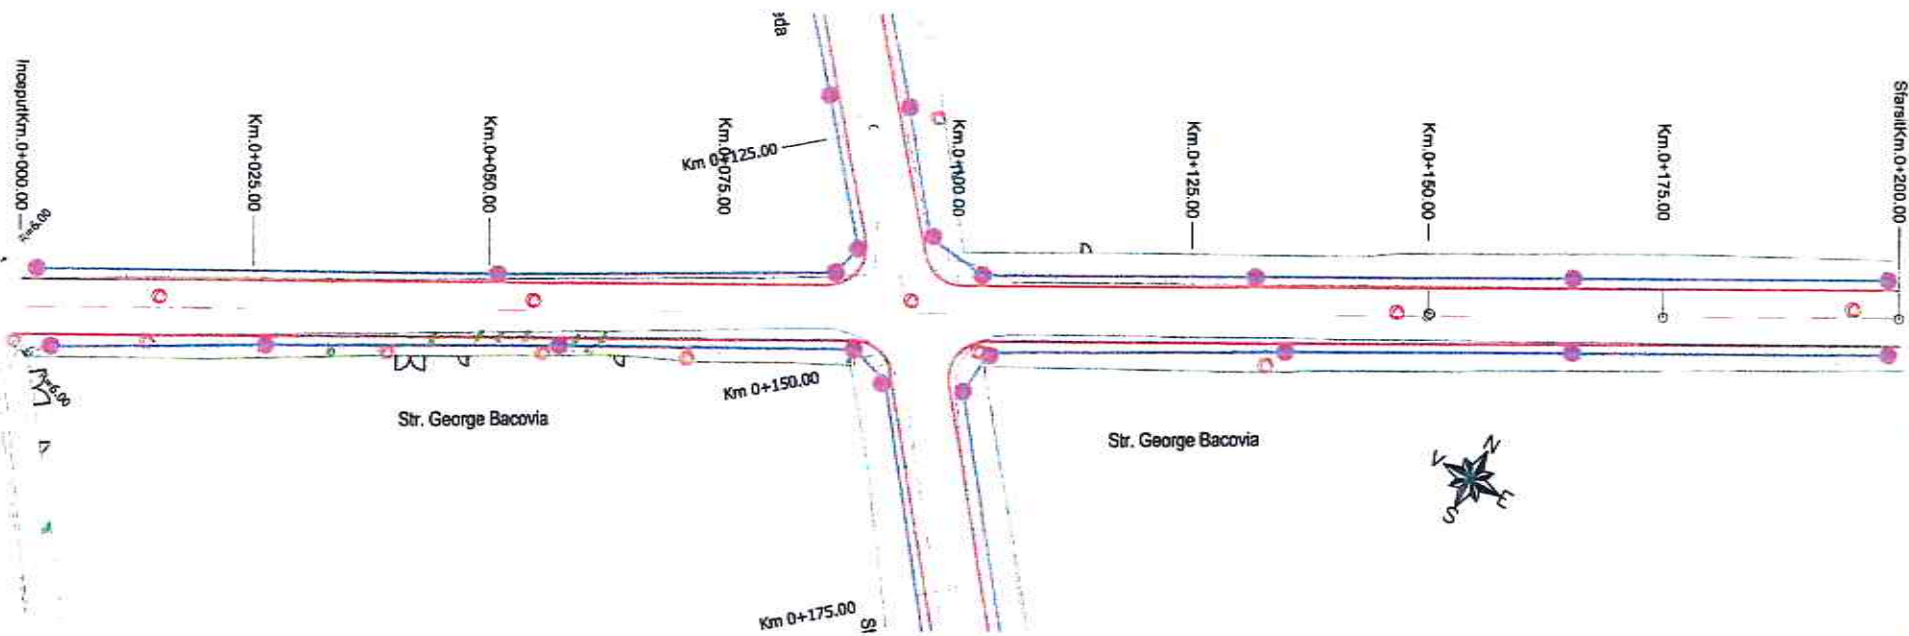 InceputKm.0+000.00
R=6.00
Km.0+025.00
Km.0+050.00
Km.0+075.00
Km 0+125.00
Km.0+100.00
Km.0+125.00
Km.0+150.00
Km.0+175.00
SfarsitKm.0+200.00
R=6.00
Km 0+150.00
Str. George Bacovia
Str. George Bacovia
N
V
E
S
Km 0+175.00